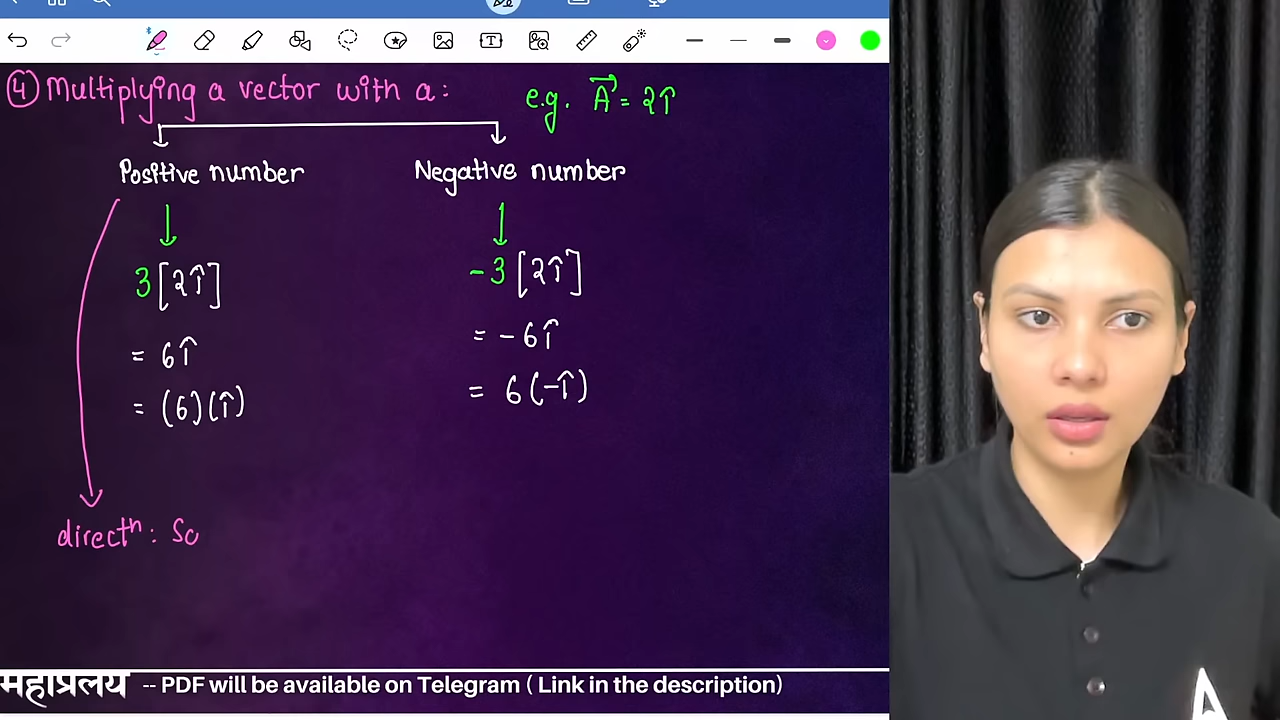 ④ Multiplying a vector with a :
e.g. A⃗ = 2î
Positive number
Negative number
3[2î]
= 6î
= (6)(î)
-3[2î]
= -6î
= 6(-î)
directⁿ : Sa
महाप्रलय -- PDF will be available on Telegram ( Link in the description)
A